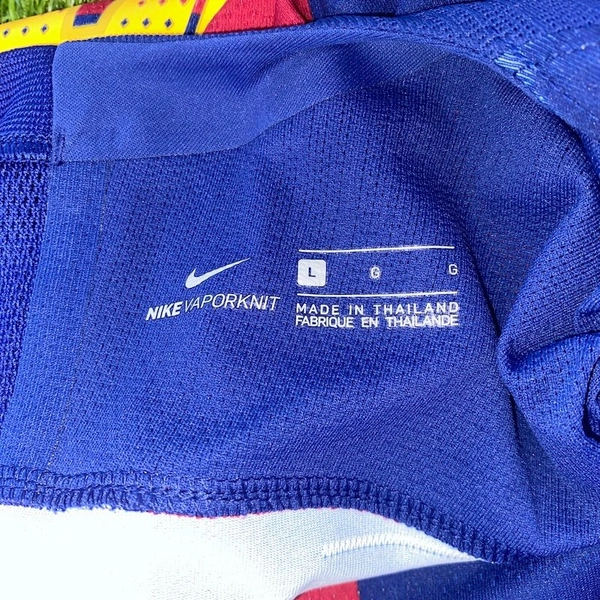 NIKE VAPORKNIT
L G G
MADE IN THAILAND
FABRIQUE EN THAILANDE